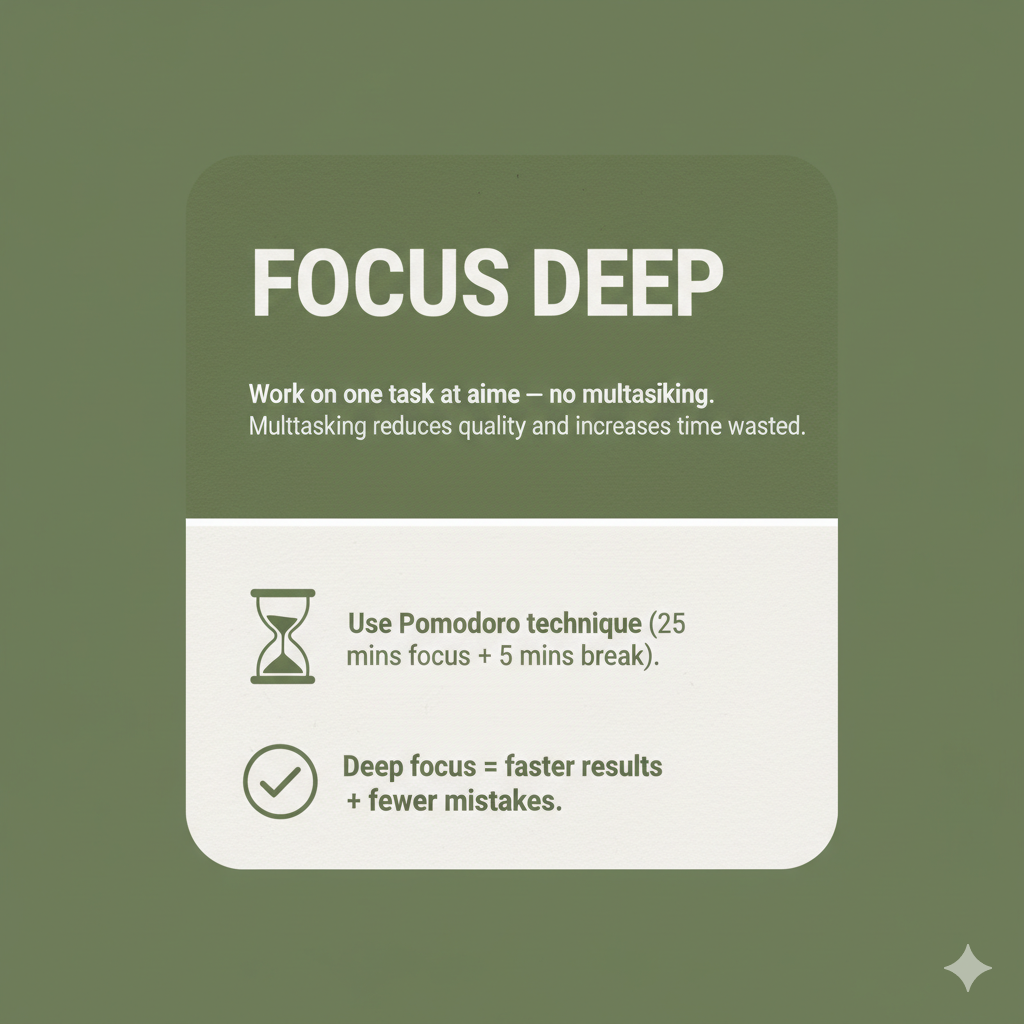 FOCUS DEEP
Work on one task at aime – no multasiking.
Multtasking reduces quality and increases time wasted.
Use Pomodoro technique (25
mins focus + 5 mins break).
Deep focus = faster results
+ fewer mistakes.